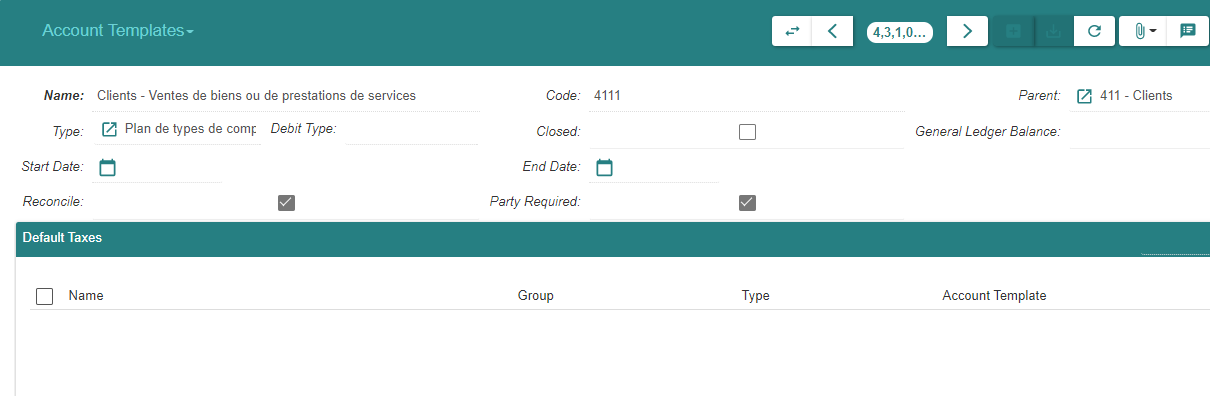 Account Templates
4,3,1,0...
Name: Clients - Ventes de biens ou de prestations de services Code: 4111 Parent: 411 - Clients
Type: Plan de types de comp Debit Type: Closed: General Ledger Balance:
Start Date: End Date:
Reconcile: Party Required:
Default Taxes
Name Group Type Account Template